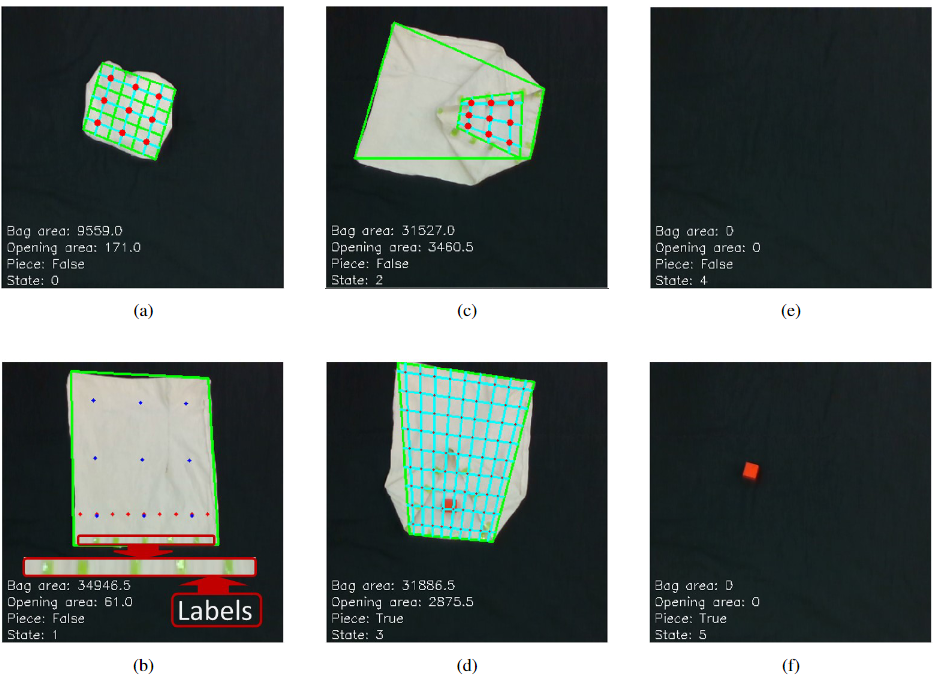 Bag area: 9559.0
Opening area: 171.0
Piece: False
State: 0
(a)
Bag area: 31527.0
Opening area: 3460.5
Piece: False
State: 2
(c)
Bag area: 0
Opening area: 0
Piece: False
State: 4
(e)
Labels
Bag area: 34946.5
Opening area: 61.0
Piece: False
State: 1
(b)
Bag area: 31886.5
Opening area: 2875.5
Piece: True
State: 3
(d)
Bag area: 0
Opening area: 0
Piece: True
State: 5
(f)